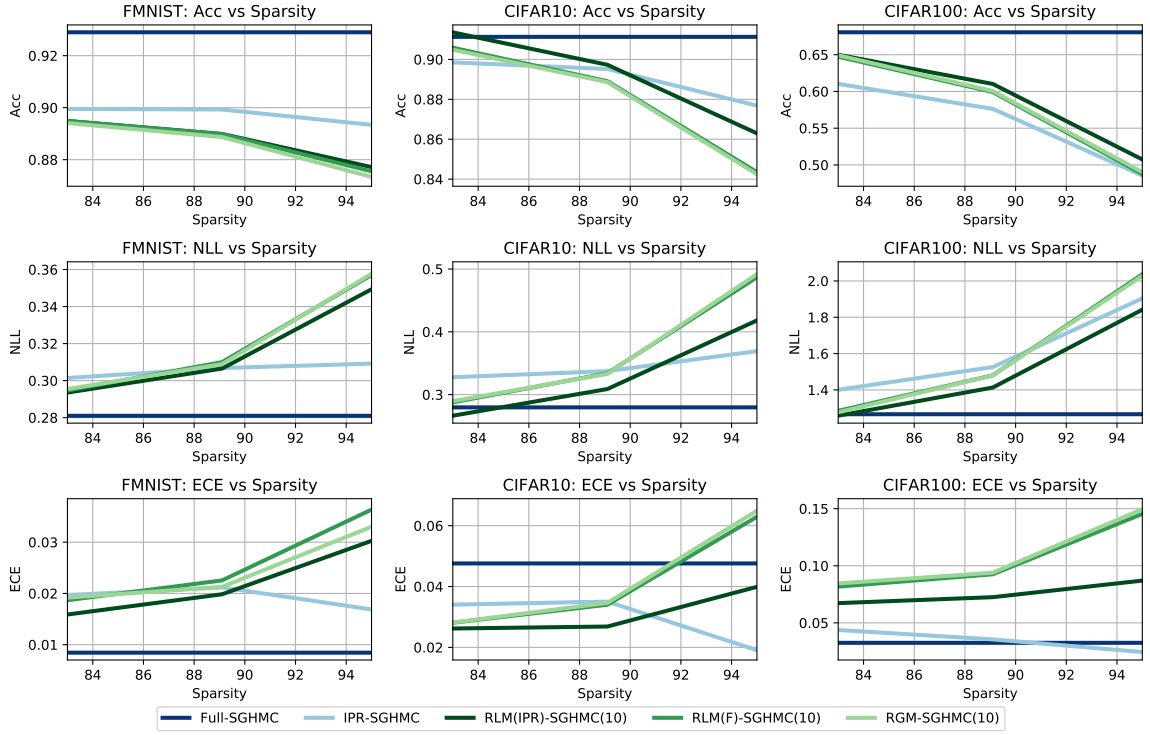 FMNIST: Acc vs Sparsity
CIFAR10: Acc vs Sparsity
CIFAR100: Acc vs Sparsity
Acc
0.92
0.90
0.88
84 86 88 90 92 94
Sparsity
Acc
0.90
0.88
0.86
0.84
84 86 88 90 92 94
Sparsity
Acc
0.65
0.60
0.55
0.50
84 86 88 90 92 94
Sparsity
FMNIST: NLL vs Sparsity
CIFAR10: NLL vs Sparsity
CIFAR100: NLL vs Sparsity
NLL
0.36
0.34
0.32
0.30
0.28
84 86 88 90 92 94
Sparsity
NLL
0.5
0.4
0.3
84 86 88 90 92 94
Sparsity
NLL
2.0
1.8
1.6
1.4
84 86 88 90 92 94
Sparsity
FMNIST: ECE vs Sparsity
CIFAR10: ECE vs Sparsity
CIFAR100: ECE vs Sparsity
ECE
0.03
0.02
0.01
84 86 88 90 92 94
Sparsity
ECE
0.06
0.04
0.02
84 86 88 90 92 94
Sparsity
ECE
0.15
0.10
0.05
84 86 88 90 92 94
Sparsity
Full-SGHMC IPR-SGHMC RLM(IPR)-SGHMC(10) RLM(F)-SGHMC(10) RGM-SGHMC(10)